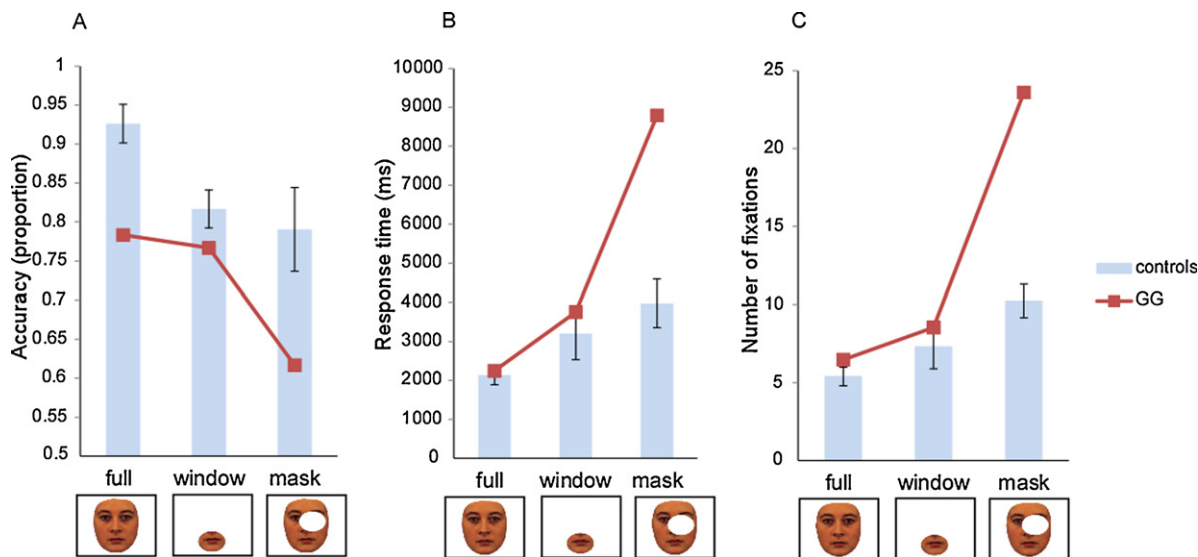 A
Accuracy (proportion)
1
0.95
0.9
0.85
0.8
0.75
0.7
0.65
0.6
0.55
0.5
full window mask
B
Response time (ms)
10000
9000
8000
7000
6000
5000
4000
3000
2000
1000
0
full window mask
C
Number of fixations
25
20
15
10
5
0
full window mask
controls
GG